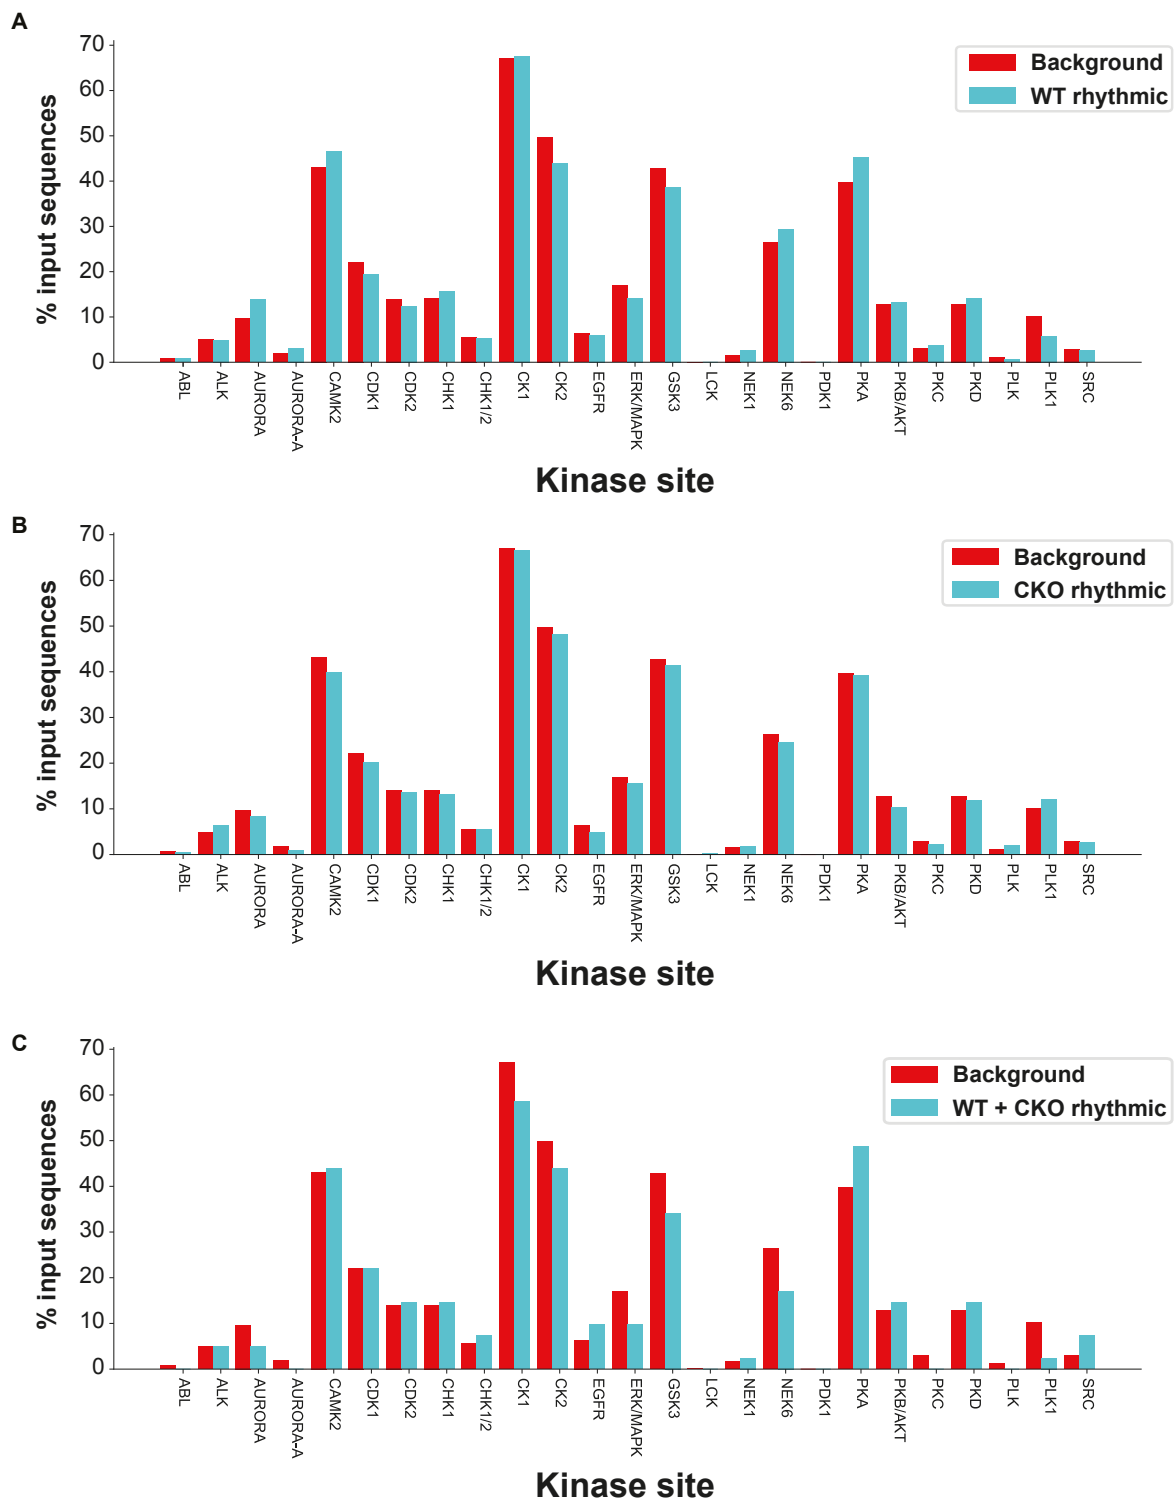 A
70
60
50
40
30
20
10
0
% input sequences
Background
WT rhythmic
ABL
ALK
AURORA
AURORA-A
CAMK2
CDK1
CDK2
CHK1
CHK1/2
CK1
CK2
EGFR
ERK/MAPK
GSK3
LCK
NEK1
NEK6
PDK1
PKA
PKB/AKT
PKC
PKD
PLK
PLK1
SRC
Kinase site
B
70
60
50
40
30
20
10
0
% input sequences
Background
CKO rhythmic
ABL
ALK
AURORA
AURORA-A
CAMK2
CDK1
CDK2
CHK1
CHK1/2
CK1
CK2
EGFR
ERK/MAPK
GSK3
LCK
NEK1
NEK6
PDK1
PKA
PKB/AKT
PKC
PKD
PLK
PLK1
SRC
Kinase site
C
70
60
50
40
30
20
10
0
% input sequences
Background
WT + CKO rhythmic
ABL
ALK
AURORA
AURORA-A
CAMK2
CDK1
CDK2
CHK1
CHK1/2
CK1
CK2
EGFR
ERK/MAPK
GSK3
LCK
NEK1
NEK6
PDK1
PKA
PKB/AKT
PKC
PKD
PLK
PLK1
SRC
Kinase site